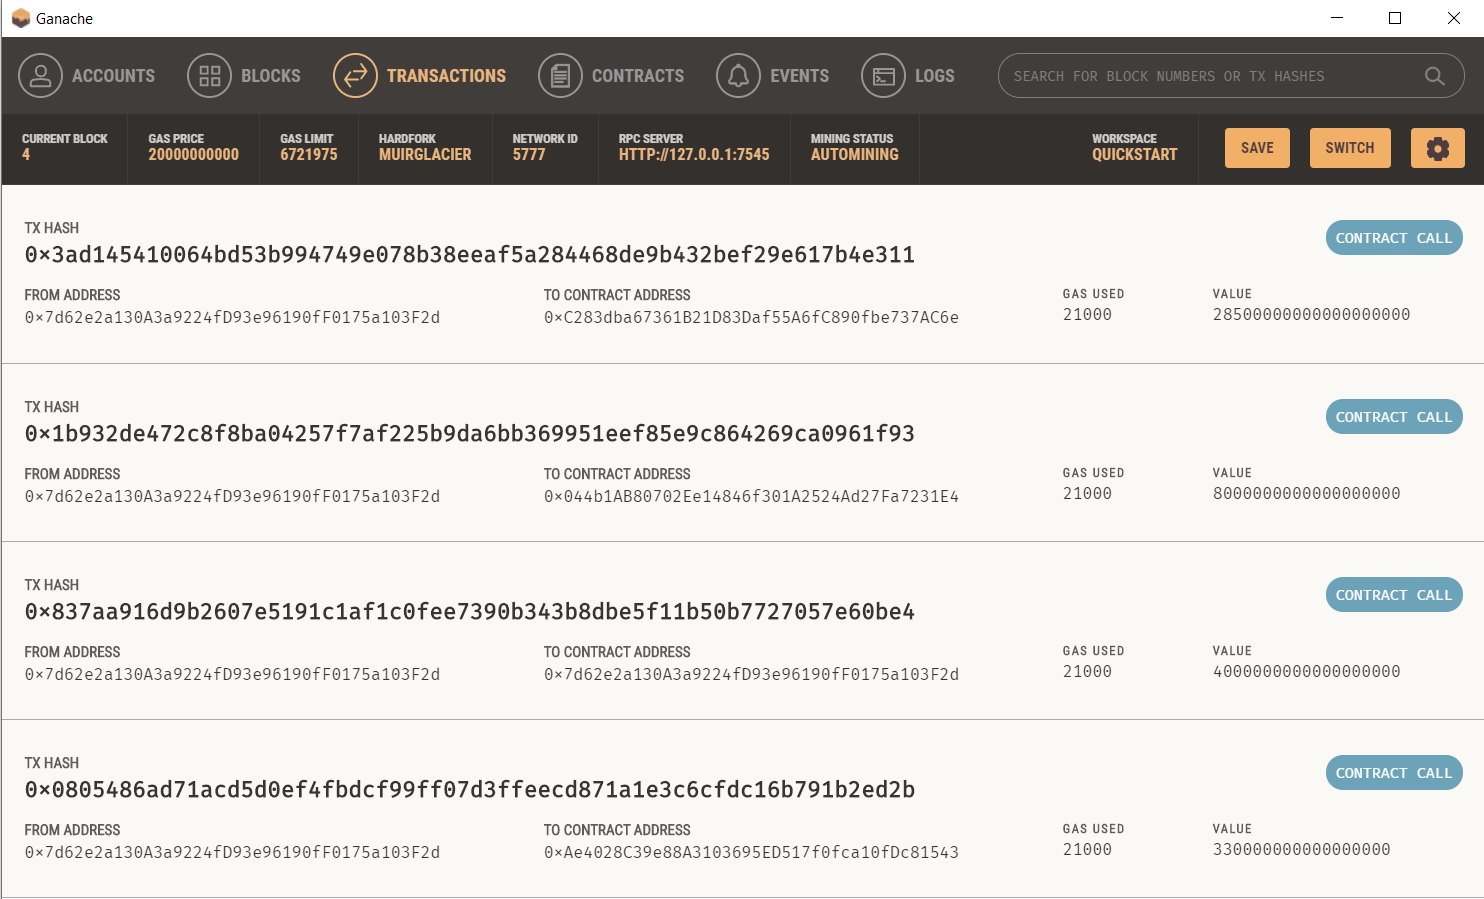 Ganache
ACCOUNTS BLOCKS TRANSACTIONS CONTRACTS EVENTS LOGS SEARCH FOR BLOCK NUMBERS OR TX HASHES
CURRENT BLOCK GAS PRICE GAS LIMIT HARDFORK NETWORK ID RPC SERVER MINING STATUS WORKSPACE
4 20000000000 6721975 MUIRGLACIER 5777 HTTP://127.0.0.1:7545 AUTOMINING QUICKSTART SAVE SWITCH
TX HASH
0×3ad145410064bd53b994749e078b38eeaf5a284468de9b432bef29e617b4e311 CONTRACT CALL
FROM ADDRESS TO CONTRACT ADDRESS GAS USED VALUE
0×7d62e2a130A3a9224fD93e96190fF0175a103F2d 0×C283dba67361B21D83Daf55A6fC890fbe737AC6e 21000 28500000000000000000
TX HASH
0×1b932de472c8f8ba04257f7af225b9da6bb369951eef85e9c864269ca0961f93 CONTRACT CALL
FROM ADDRESS TO CONTRACT ADDRESS GAS USED VALUE
0×7d62e2a130A3a9224fD93e96190fF0175a103F2d 0×044b1AB80702Ee14846f301A2524Ad27Fa7231E4 21000 8000000000000000000
TX HASH
0×837aa916d9b2607e5191c1af1c0fee7390b343b8dbe5f11b50b7727057e60be4 CONTRACT CALL
FROM ADDRESS TO CONTRACT ADDRESS GAS USED VALUE
0×7d62e2a130A3a9224fD93e96190fF0175a103F2d 0×7d62e2a130A3a9224fD93e96190fF0175a103F2d 21000 4000000000000000000
TX HASH
0×0805486ad71acd5d0ef4fbdcf99ff07d3ffeecd871a1e3c6cfdc16b791b2ed2b CONTRACT CALL
FROM ADDRESS TO CONTRACT ADDRESS GAS USED VALUE
0×7d62e2a130A3a9224fD93e96190fF0175a103F2d 0×Ae4028C39e88A3103695ED517f0fca10fDc81543 21000 330000000000000000